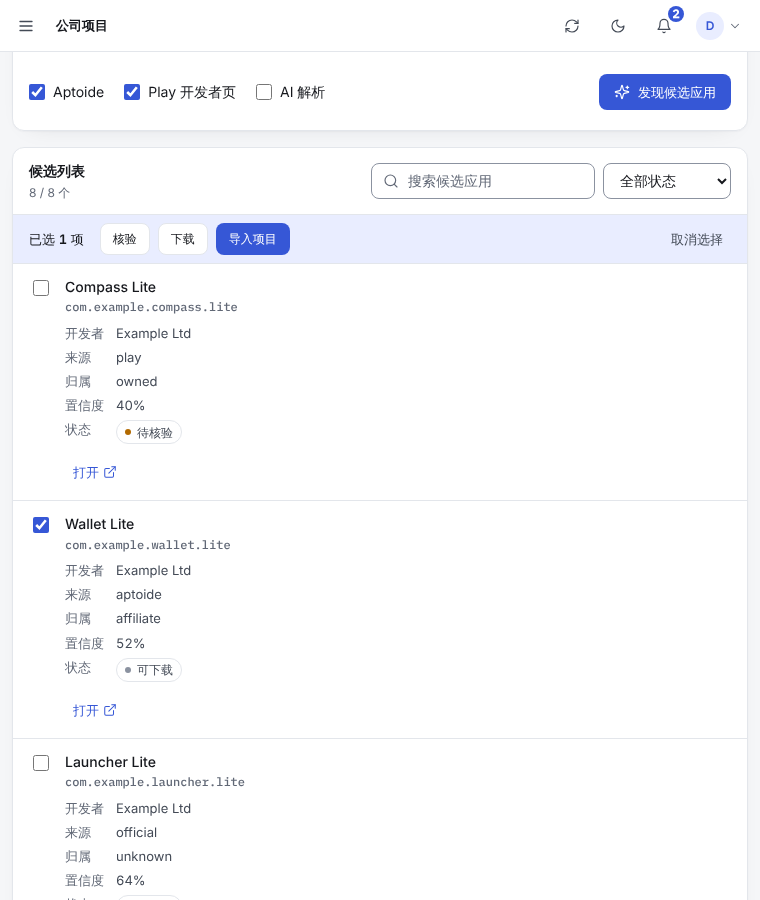 公司项目
2
D
Aptoide
Play 开发者页
AI 解析
发现候选应用
候选列表
8 / 8 个
搜索候选应用
全部状态
已选 1 项
核验
下载
导入项目
取消选择
Compass Lite
com.example.compass.lite
开发者 Example Ltd
来源 play
归属 owned
置信度 40%
状态 待核验
打开
Wallet Lite
com.example.wallet.lite
开发者 Example Ltd
来源 aptoide
归属 affiliate
置信度 52%
状态 可下载
打开
Launcher Lite
com.example.launcher.lite
开发者 Example Ltd
来源 official
归属 unknown
置信度 64%